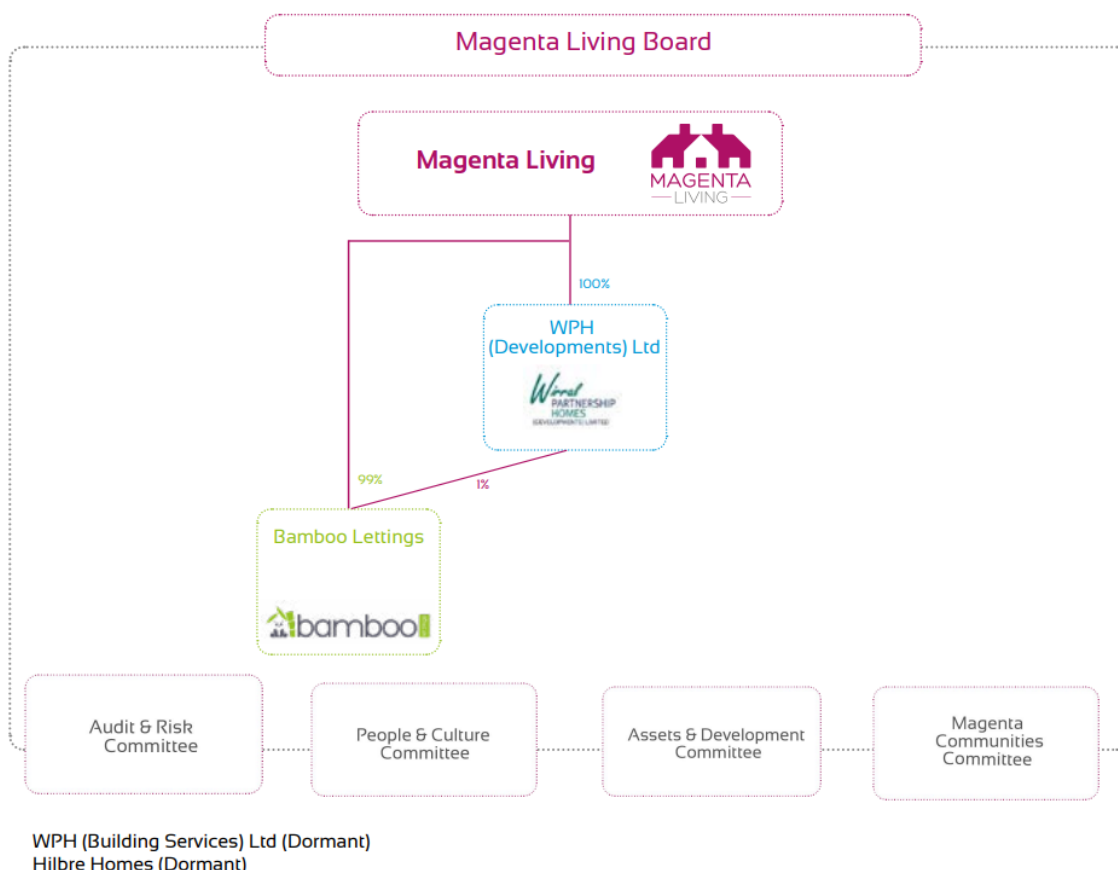 Magenta Living Board
Magenta Living
MAGENTA
LIVING
100%
WPH
(Developments) Ltd
Wirral
PARTNERSHIP
HOMES
(DEVELOPMENTS) LIMITED
99%
1%
Bamboo Lettings
bamboo
Audit & Risk
Committee
People & Culture
Committee
Assets & Development
Committee
Magenta
Communities
Committee
WPH (Building Services) Ltd (Dormant)
Hilbre Homes (Dormant)